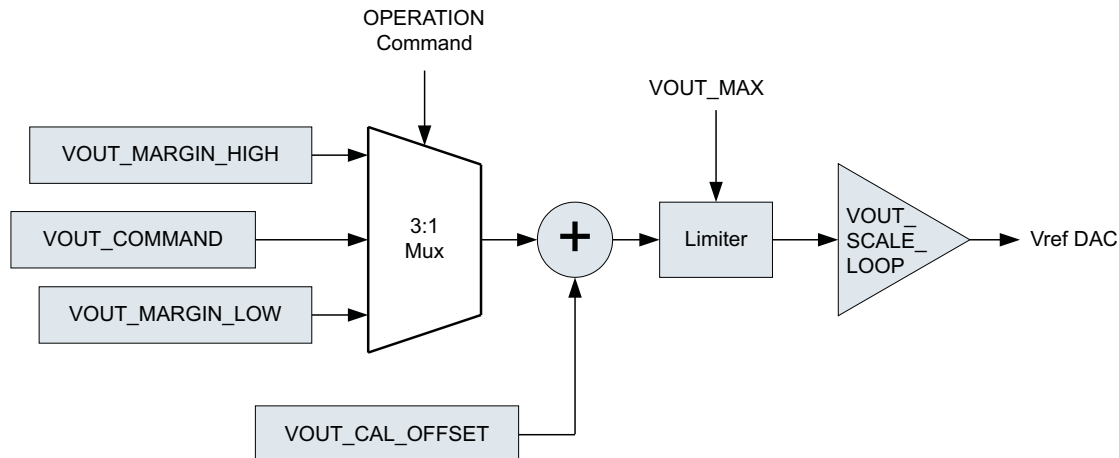 OPERATION
Command
VOUT_MAX
VOUT_MARGIN_HIGH
VOUT_COMMAND
VOUT_MARGIN_LOW
3:1
Mux
+
Limiter
VOUT_
SCALE_
LOOP
Vref DAC
VOUT_CAL_OFFSET